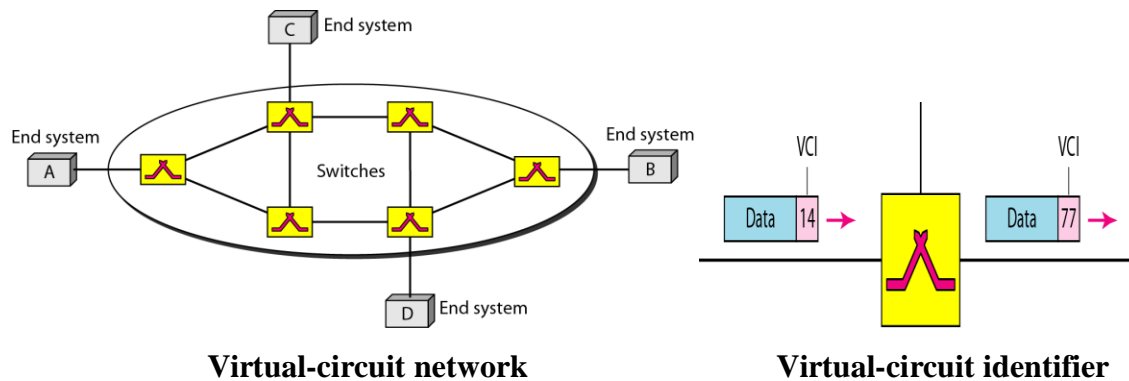 C
End system
End system
A
Switches
End system
B
D
End system
Virtual-circuit network
VCI
VCI
Data
14
Data
77
Virtual-circuit identifier